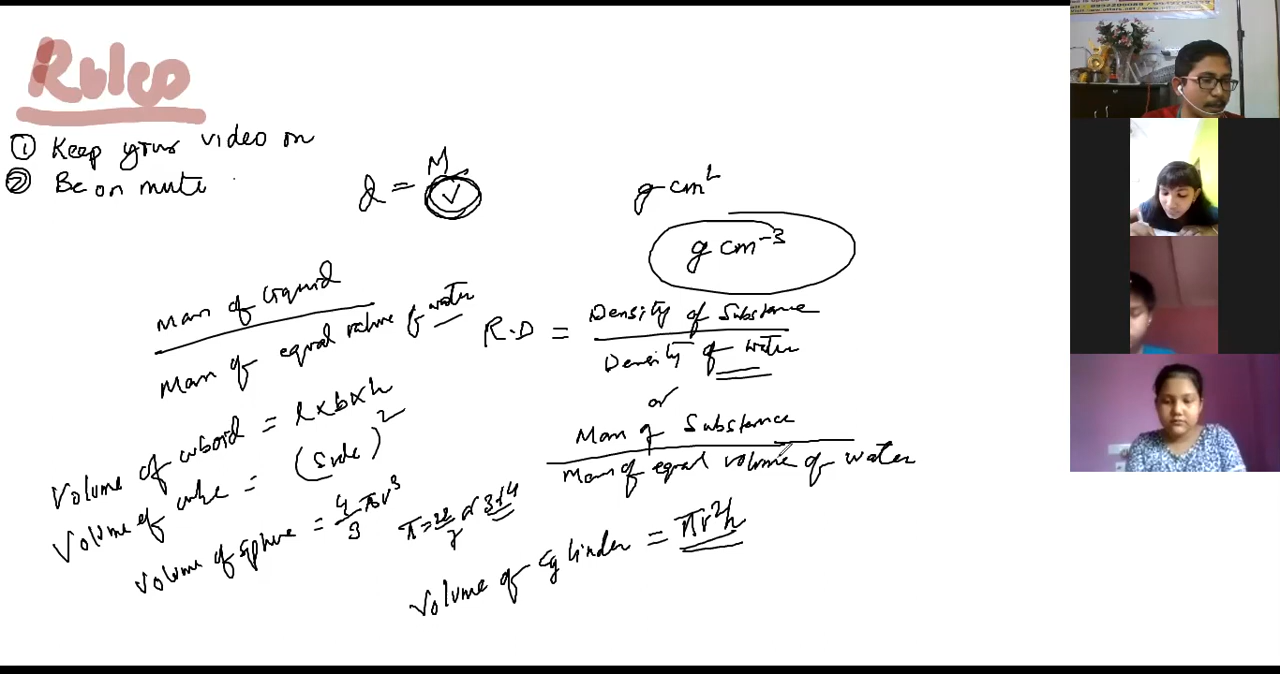 Rules
① Keep your video on
② Be on mute
d = M
V
g cm²
g cm⁻³
Mass of liquid
Mass of equal volume of water
R.D = Density of Substance
Density of water
or
Mass of Substance
Mass of equal volume of water
Volume of cuboid = l×b×h
Volume of cube = (side)²
Volume of sphere = 4/3 πr³
π = 22/7 or 3.14
Volume of cylinder = πr²h